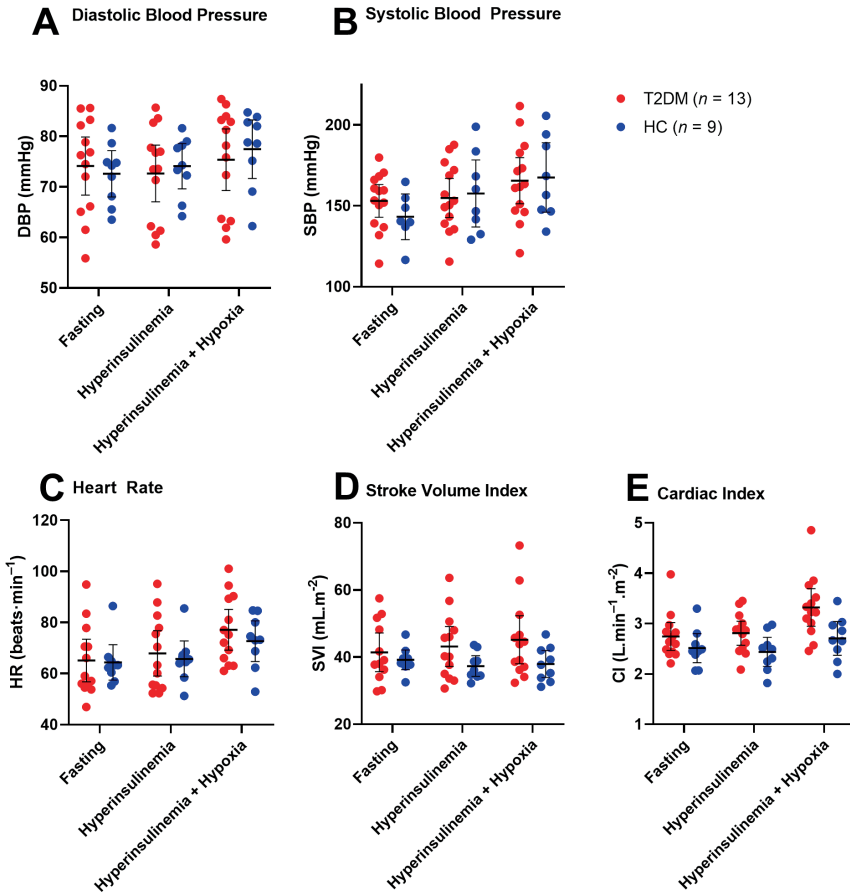 A Diastolic Blood Pressure
B Systolic Blood Pressure
T2DM (n = 13)
HC (n = 9)
DBP (mmHg)
90
80
70
60
50
Fasting
Hyperinsulinemia
Hyperinsulinemia + Hypoxia
SBP (mmHg)
200
150
100
Fasting
Hyperinsulinemia
Hyperinsulinemia + Hypoxia
C Heart Rate
HR (beats·min⁻¹)
120
100
80
60
40
Fasting
Hyperinsulinemia
Hyperinsulinemia + Hypoxia
D Stroke Volume Index
SVI (mL.m⁻²)
80
60
40
20
Fasting
Hyperinsulinemia
Hyperinsulinemia + Hypoxia
E Cardiac Index
CI (L.min⁻¹.m⁻²)
5
4
3
2
1
Fasting
Hyperinsulinemia
Hyperinsulinemia + Hypoxia